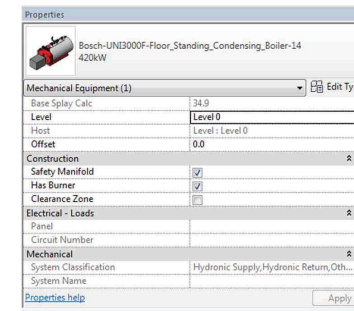 Properties
Bosch-UNI3000F-Floor_Standing_Condensing_Boiler-14
420kW
Mechanical Equipment (1)
Edit Ty
Base Splay Calc 34.9
Level Level 0
Host Level : Level 0
Offset 0.0
Construction
Safety Manifold
Has Burner
Clearance Zone
Electrical - Loads
Panel
Circuit Number
Mechanical
System Classification Hydronic Supply,Hydronic Return,Oth...
System Name
Properties help Apply